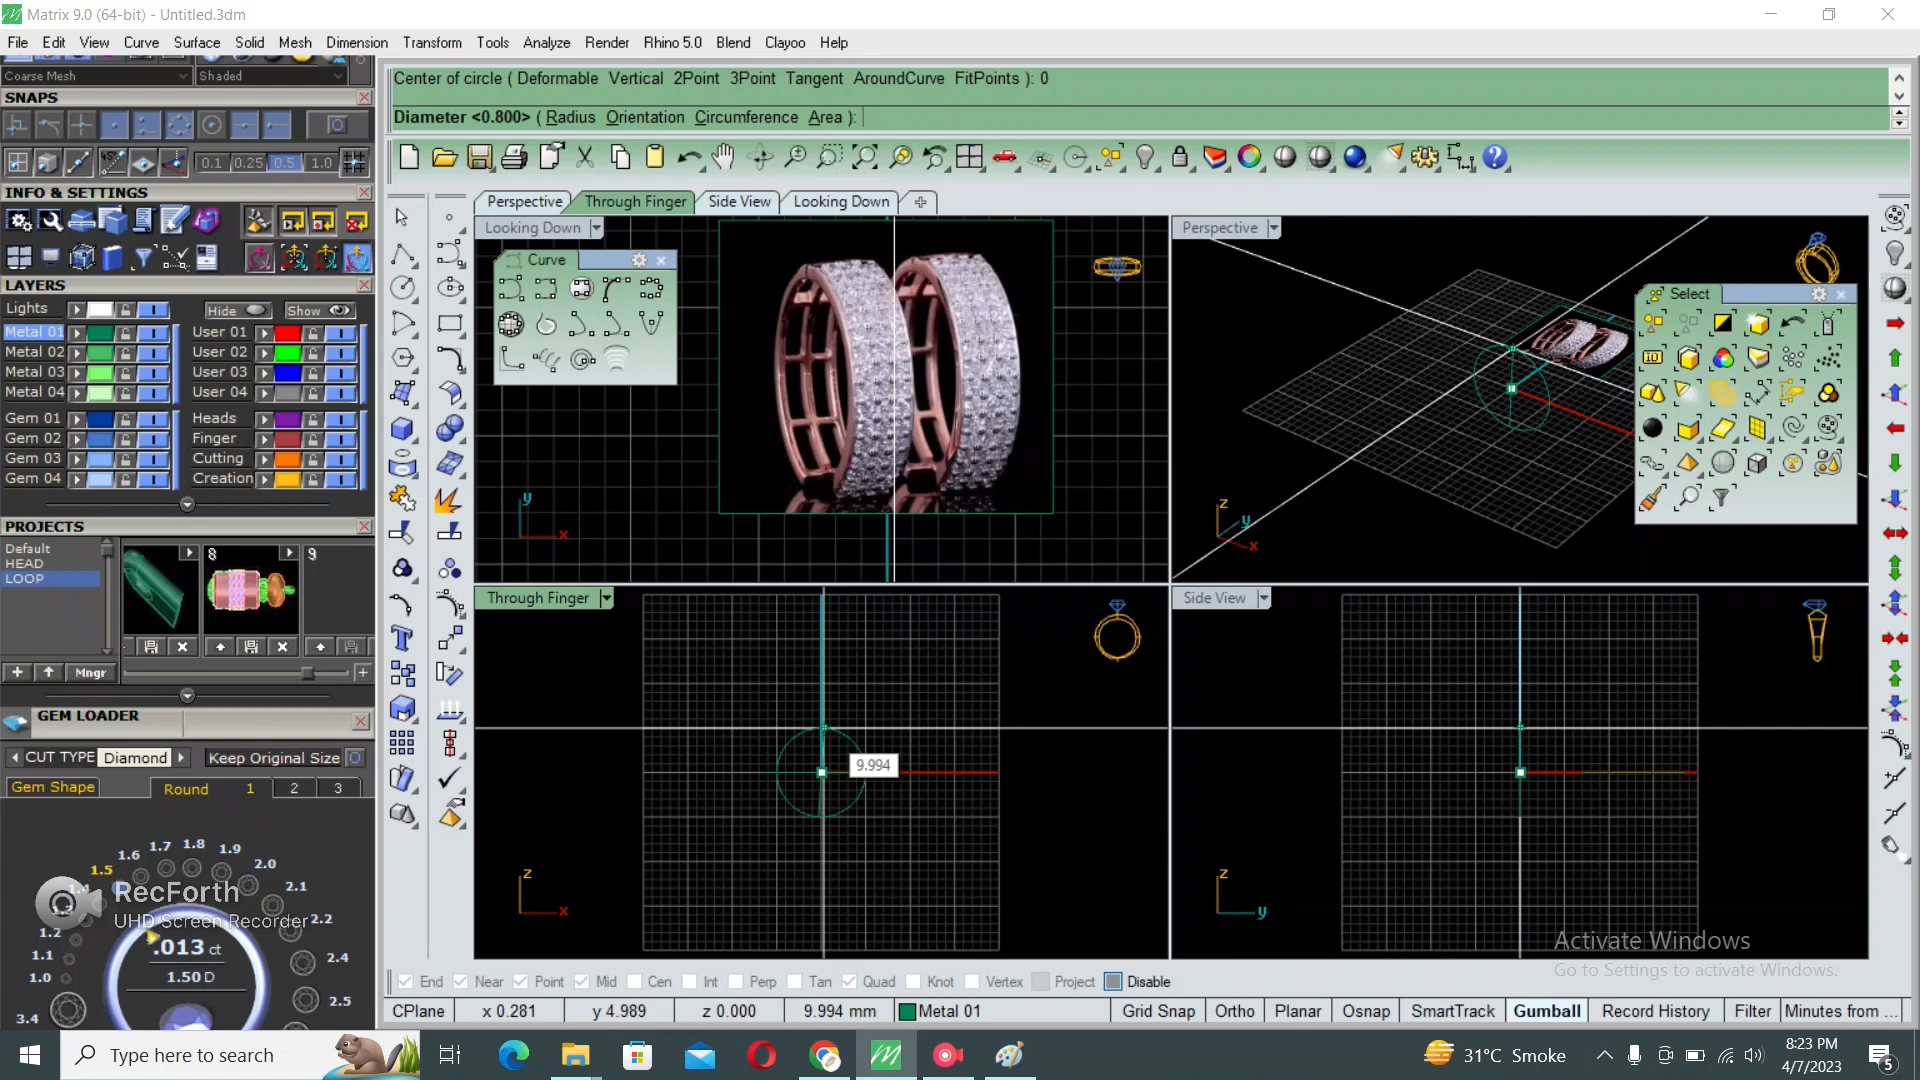 Matrix 9.0 (64-bit) - Untitled.3dm
File Edit View Curve Surface Solid Mesh Dimension Transform Tools Analyze Render Rhino 5.0 Blend Clayoo Help
Coarse Mesh Shaded
SNAPS
0.1 0.25 0.5 1.0
INFO & SETTINGS
LAYERS
Lights Hide Show
Metal 01 User 01
Metal 02 User 02
Metal 03 User 03
Metal 04 User 04
Gem 01 Heads
Gem 02 Finger
Gem 03 Cutting
Gem 04 Creation
PROJECTS
Default
HEAD
LOOP
8
9
Mngr
GEM LOADER
CUT TYPE Diamond Keep Original Size
Gem Shape Round 1 2 3
1.0
1.1
1.2
1.3
1.4
1.5
1.6
1.7
1.8
1.9
2.0
2.1
2.2
2.4
2.5
3.4
.013 ct
1.50 D
RecForth
UHD Screen Recorder
Center of circle ( Deformable Vertical 2Point 3Point Tangent AroundCurve FitPoints ): 0
Diameter <0.800> ( Radius Orientation Circumference Area ):
Perspective Through Finger Side View Looking Down
Looking Down
Curve
y
x
Perspective
Select
1D
z
y
x
Through Finger
9.994
z
x
Side View
z
y
Activate Windows
Go to Settings to activate Windows.
End Near Point Mid Cen Int Perp Tan Quad Knot Vertex Project Disable
CPlane x 0.281 y 4.989 z 0.000 9.994 mm Metal 01 Grid Snap Ortho Planar Osnap SmartTrack Gumball Record History Filter Minutes from ...
Type here to search
31°C Smoke
8:23 PM
4/7/2023
5